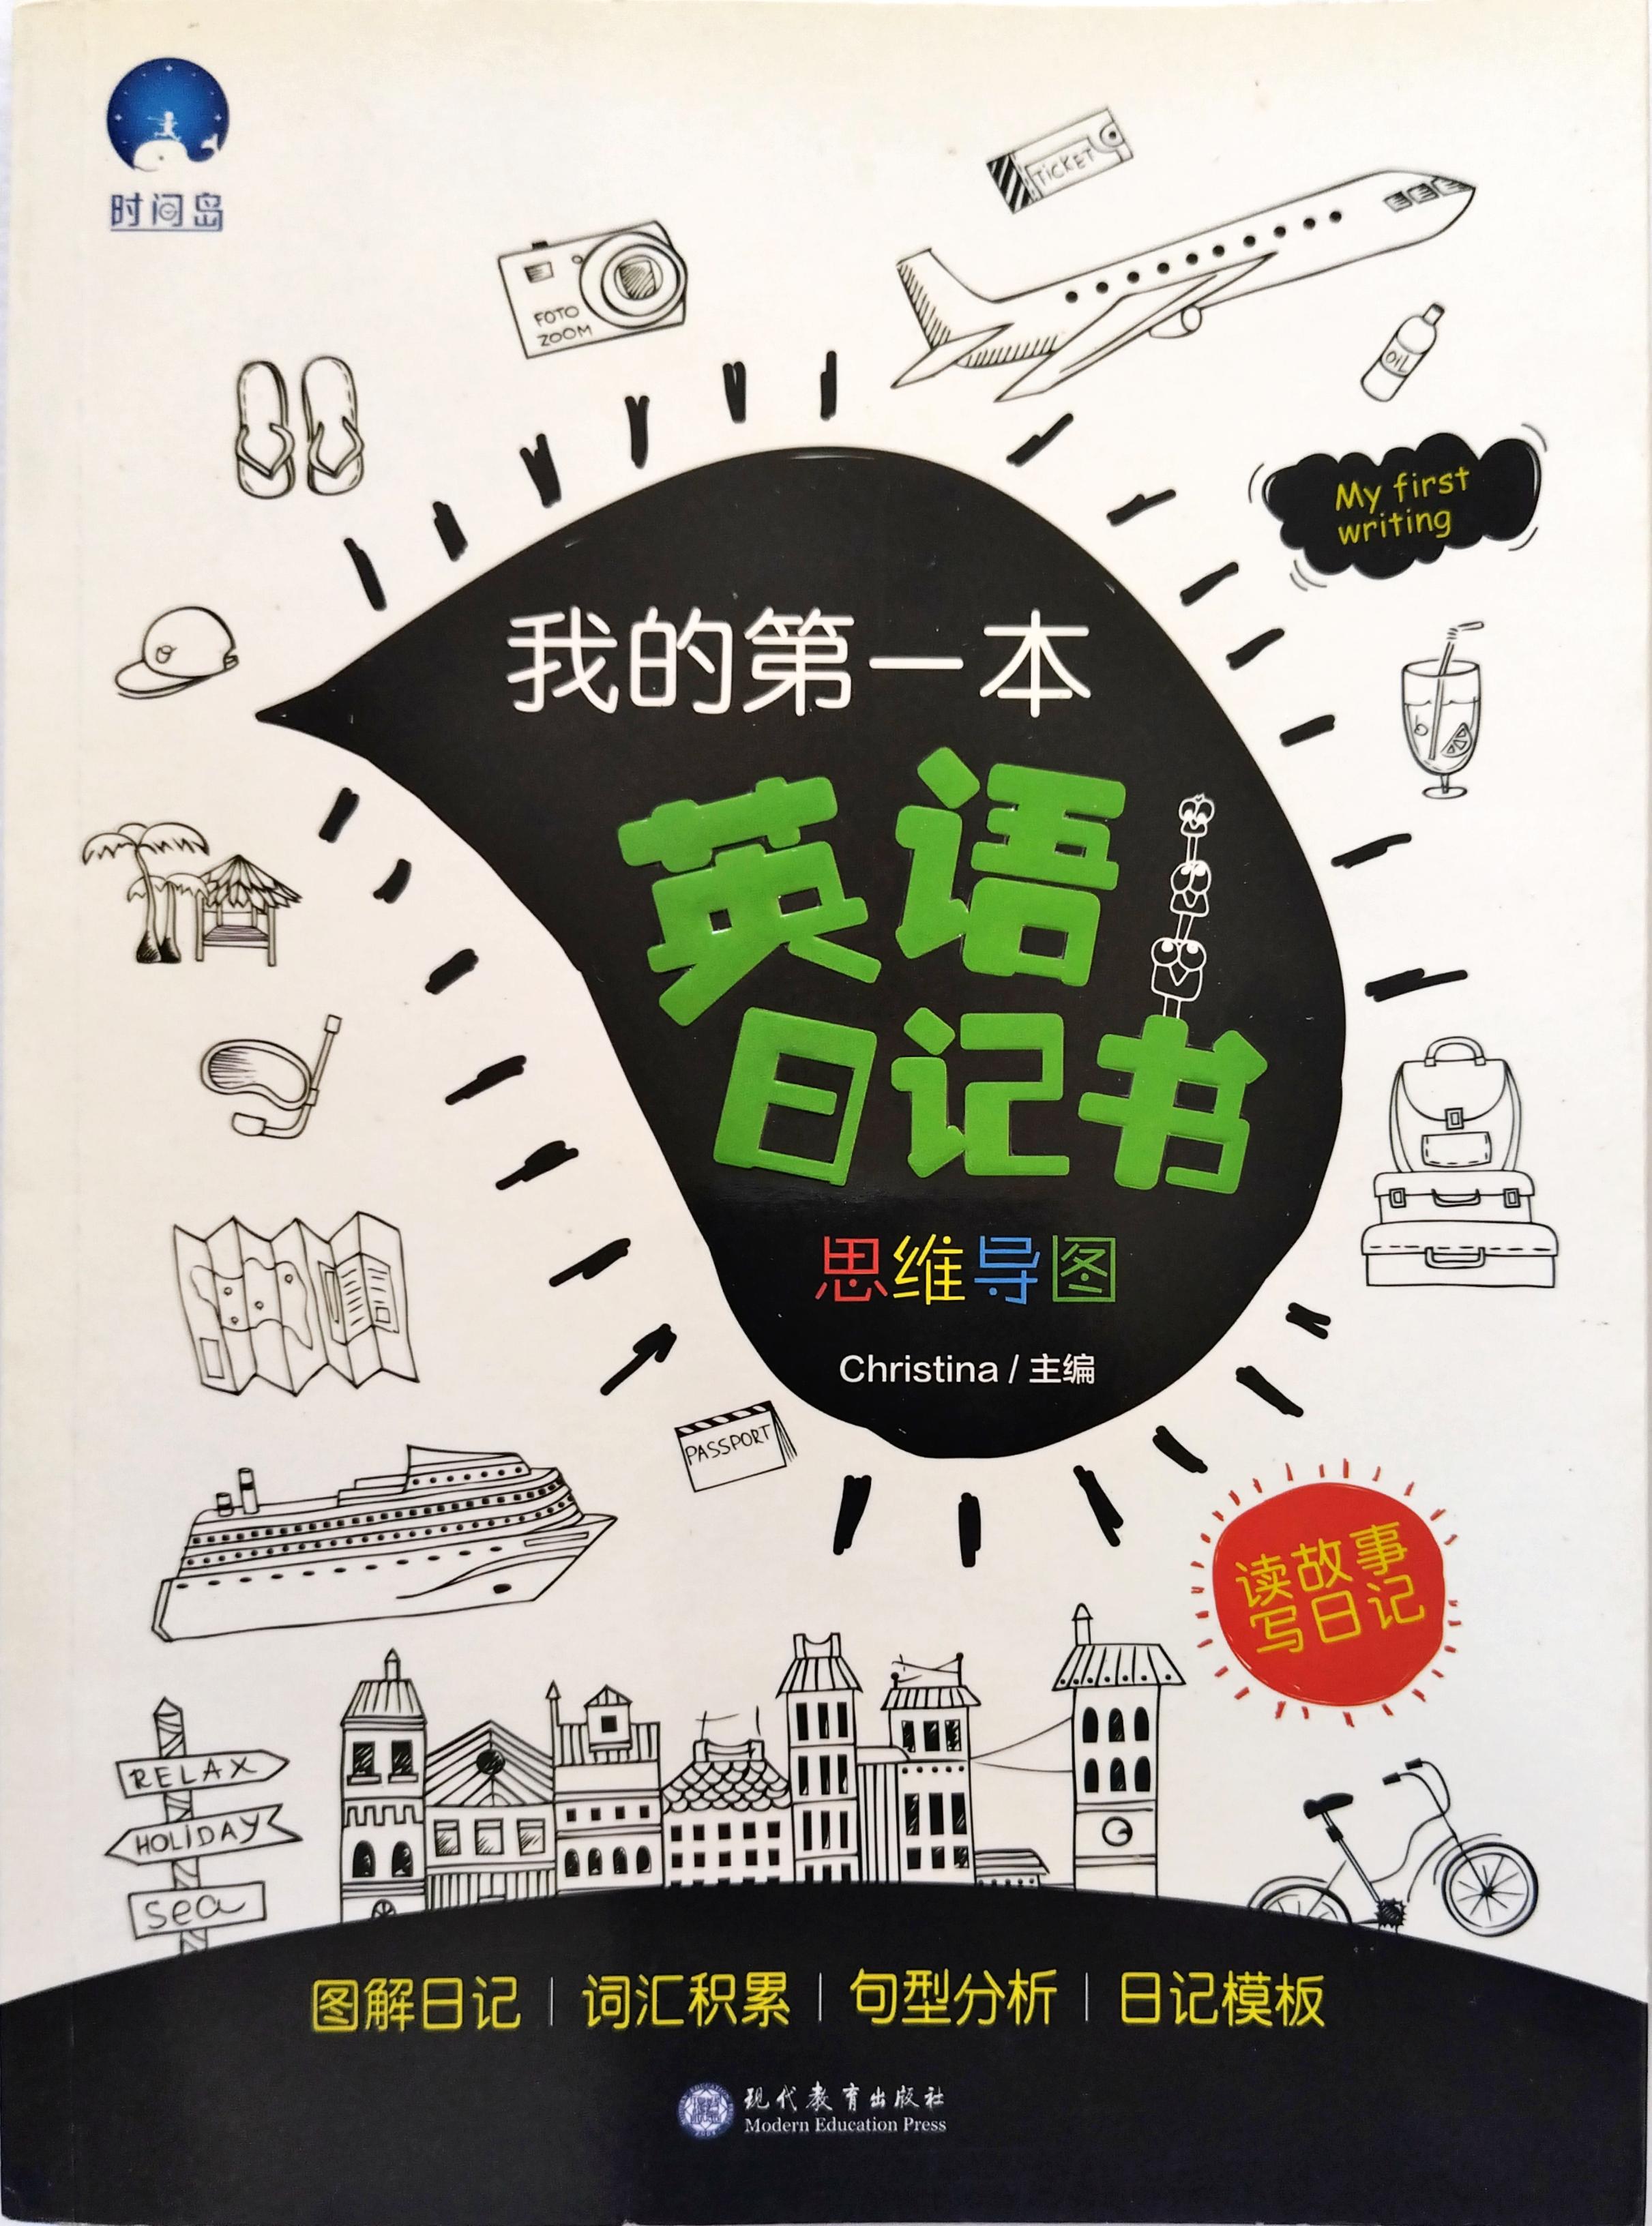 时间岛
TICKET
FOTO
ZOOM
OIL
My first
writing
我的第一本
英语
日记书
思维导图
Christina / 主编
PASSPORT
读故事
写日记
RELAX
HOLiDAY
sea
图解日记 | 词汇积累 | 句型分析 | 日记模板
现代教育出版社
Modern Education Press